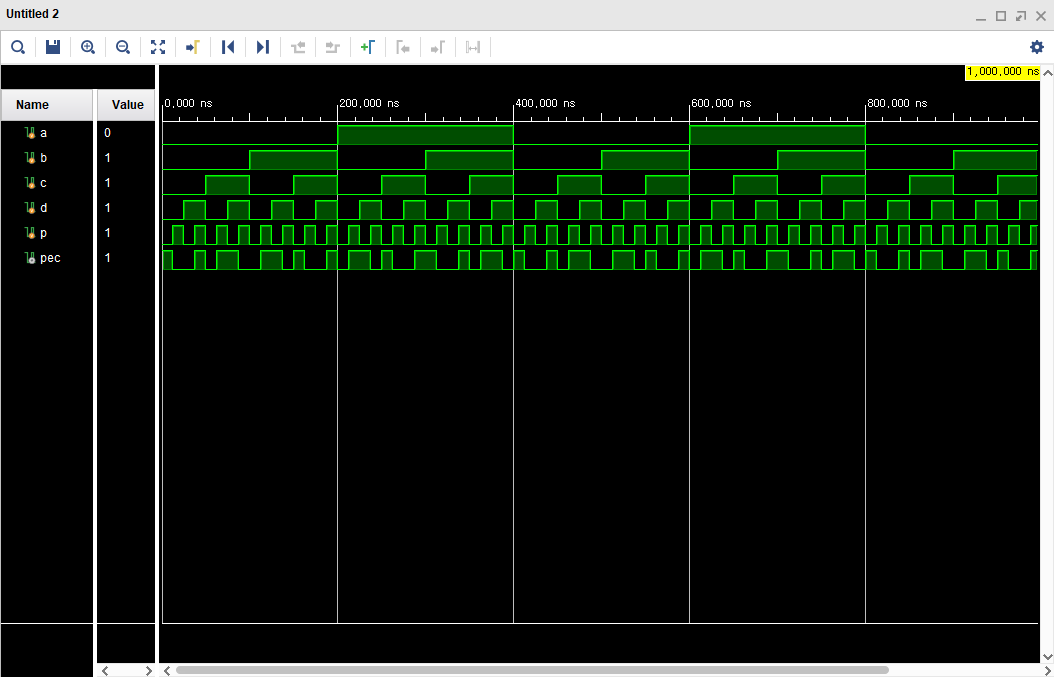 Untitled 2
1,000,000 ns
Name Value
0,000 ns 200,000 ns 400,000 ns 600,000 ns 800,000 ns
a 0
b 1
c 1
d 1
p 1
pec 1